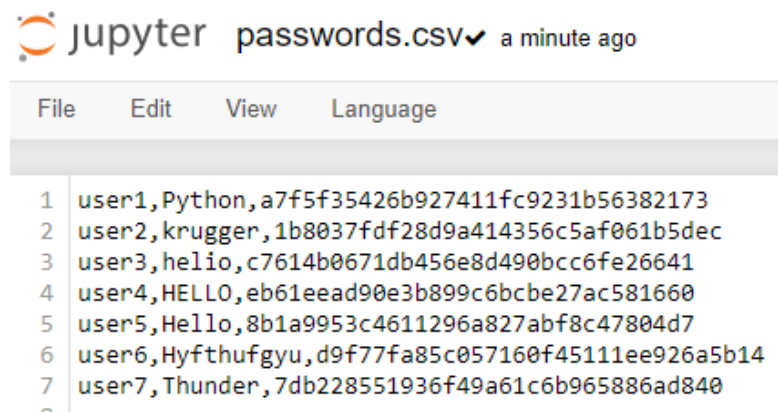 jupyter passwords.csv✔ a minute ago
File Edit View Language
1 user1,Python,a7f5f35426b927411fc9231b56382173
2 user2,krugger,1b8037fdf28d9a414356c5af061b5dec
3 user3,helio,c7614b0671db456e8d490bcc6fe26641
4 user4,HELLO,eb61eead90e3b899c6bcbe27ac581660
5 user5,Hello,8b1a9953c4611296a827abf8c47804d7
6 user6,Hyfthufgyu,d9f77fa85c057160f45111ee926a5b14
7 user7,Thunder,7db228551936f49a61c6b965886ad840